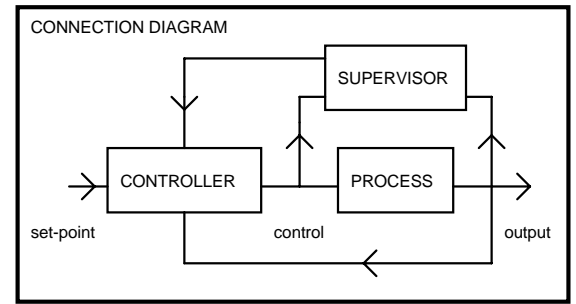 CONNECTION DIAGRAM
SUPERVISOR
CONTROLLER
PROCESS
set-point
control
output